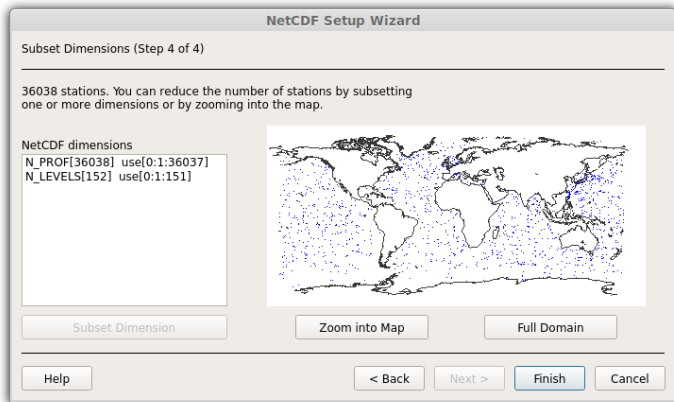 NetCDF Setup Wizard
Subset Dimensions (Step 4 of 4)
36038 stations. You can reduce the number of stations by subsetting
one or more dimensions or by zooming into the map.
NetCDF dimensions
N_PROF[36038]  use[0:1:36037]
N_LEVELS[152]  use[0:1:151]
Subset Dimension
Zoom into Map
Full Domain
Help
< Back
Next >
Finish
Cancel